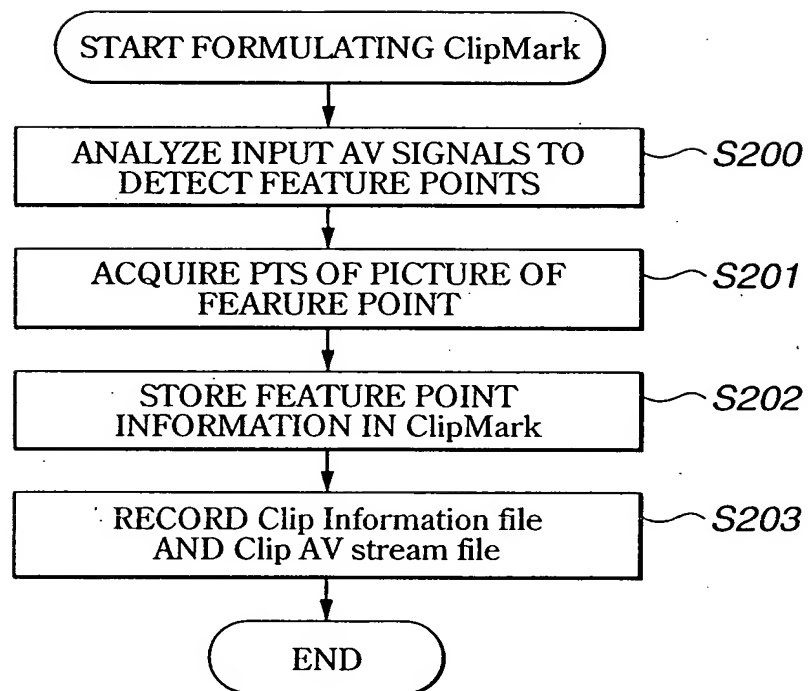 START FORMULATING ClipMark
ANALYZE INPUT AV SIGNALS TO
DETECT FEATURE POINTS
S200
ACQUIRE PTS OF PICTURE OF
FEARURE POINT
S201
STORE FEATURE POINT
INFORMATION IN ClipMark
S202
RECORD Clip Information file
AND Clip AV stream file
S203
END